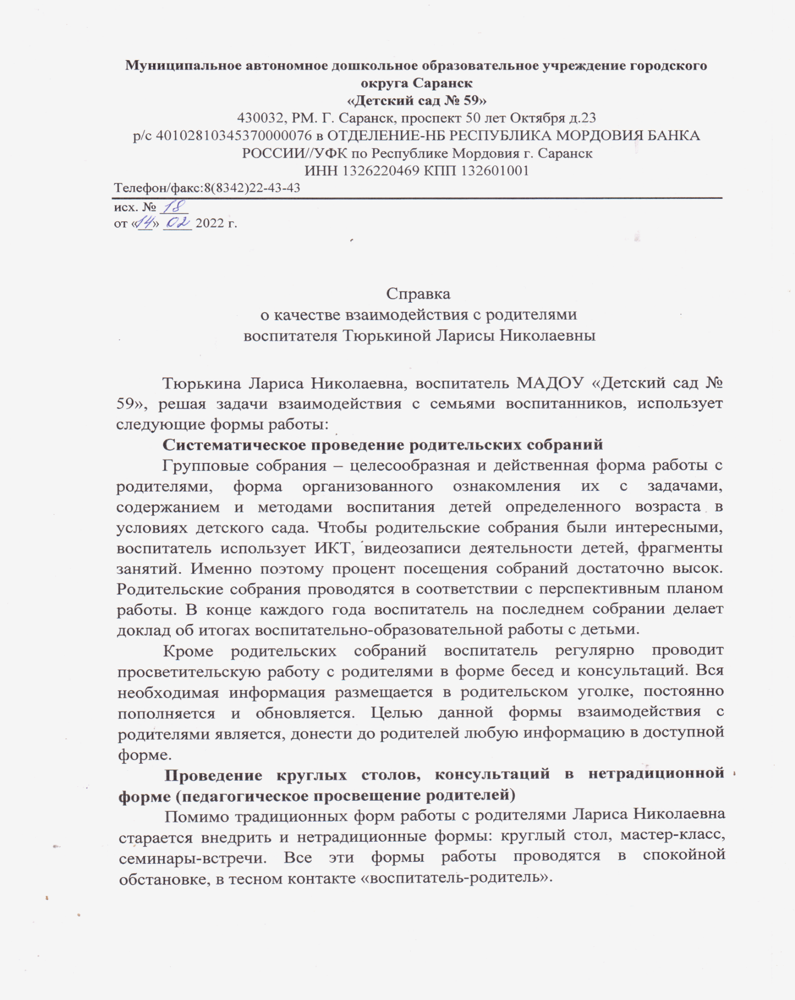 Муниципальное автономное дошкольное образовательное учреждение городского
округа Саранск
«Детский сад № 59»
430032, РМ. Г. Саранск, проспект 50 лет Октября д.23
р/с 40102810345370000076 в ОТДЕЛЕНИЕ-НБ РЕСПУБЛИКА МОРДОВИЯ БАНКА
РОССИИ//УФК по Республике Мордовия г. Саранск
ИНН 1326220469 КПП 132601001
Телефон/факс:8(8342)22-43-43
исх. № 18
от «14» 02 2022 г.
Справка
о качестве взаимодействия с родителями
воспитателя Тюрькиной Ларисы Николаевны
Тюрькина Лариса Николаевна, воспитатель МАДОУ «Детский сад №
59», решая задачи взаимодействия с семьями воспитанников, использует
следующие формы работы:
Систематическое проведение родительских собраний
Групповые собрания – целесообразная и действенная форма работы с
родителями, форма организованного ознакомления их с задачами,
содержанием и методами воспитания детей определенного возраста в
условиях детского сада. Чтобы родительские собрания были интересными,
воспитатель использует ИКТ, видеозаписи деятельности детей, фрагменты
занятий. Именно поэтому процент посещения собраний достаточно высок.
Родительские собрания проводятся в соответствии с перспективным планом
работы. В конце каждого года воспитатель на последнем собрании делает
доклад об итогах воспитательно-образовательной работы с детьми.
Кроме родительских собраний воспитатель регулярно проводит
просветительскую работу с родителями в форме бесед и консультаций. Вся
необходимая информация размещается в родительском уголке, постоянно
пополняется и обновляется. Целью данной формы взаимодействия с
родителями является, донести до родителей любую информацию в доступной
форме.
Проведение круглых столов, консультаций в нетрадиционной
форме (педагогическое просвещение родителей)
Помимо традиционных форм работы с родителями Лариса Николаевна
старается внедрить и нетрадиционные формы: круглый стол, мастер-класс,
семинары-встречи. Все эти формы работы проводятся в спокойной
обстановке, в тесном контакте «воспитатель-родитель».